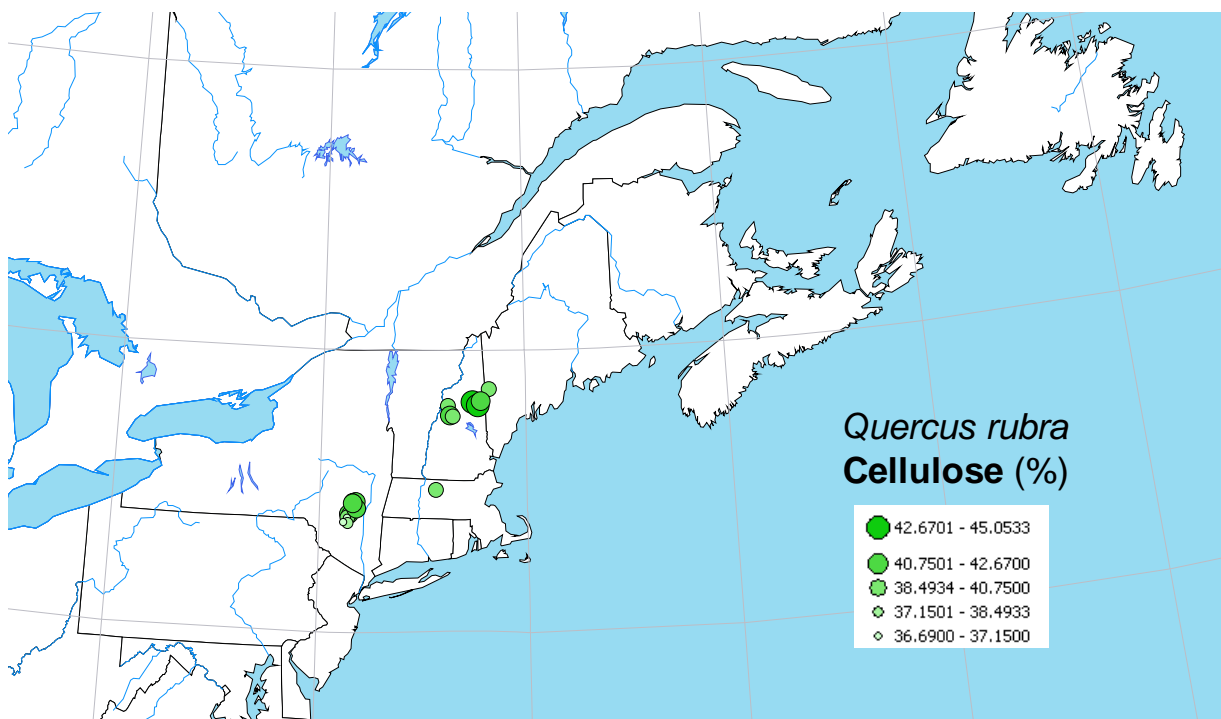 Quercus rubra
Cellulose (%)
42.6701 - 45.0533
40.7501 - 42.6700
38.4934 - 40.7500
37.1501 - 38.4933
36.6900 - 37.1500